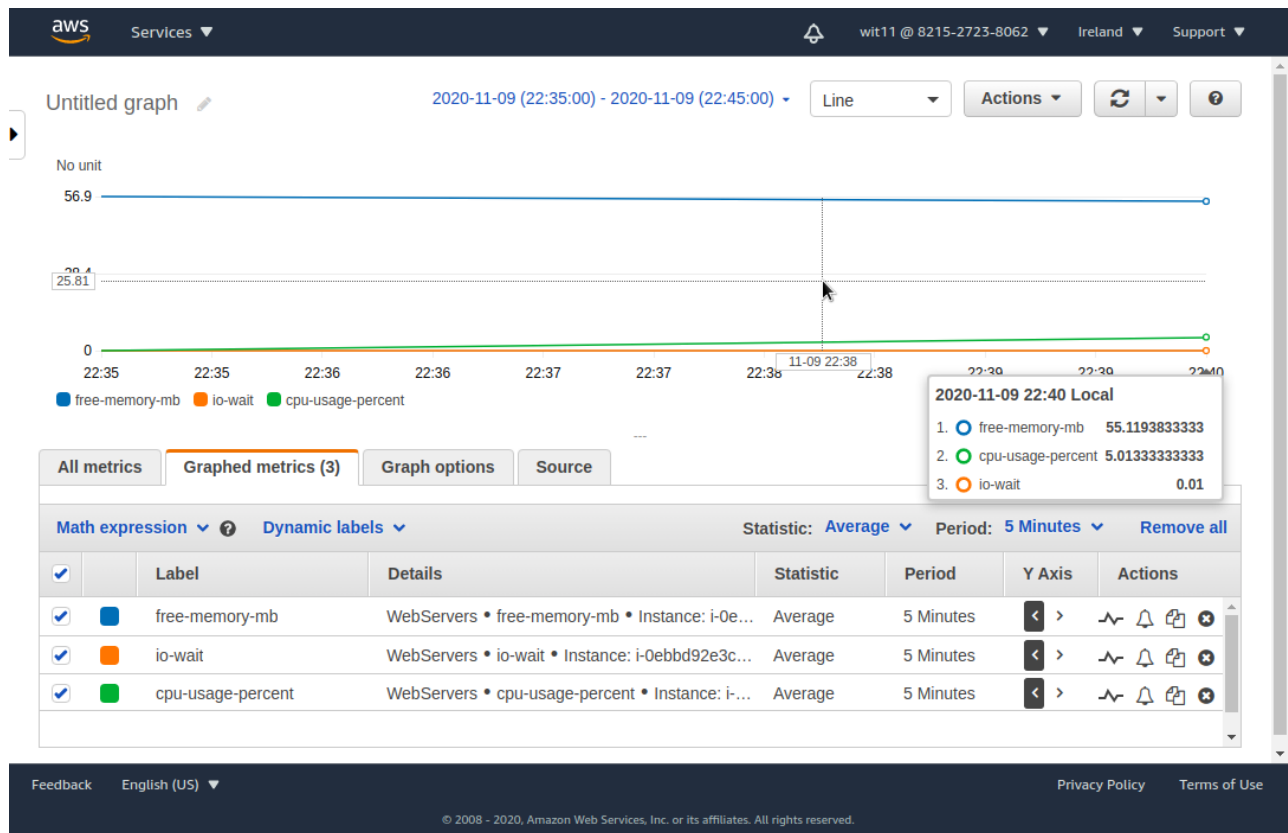 aws Services wit11 @ 8215-2723-8062 Ireland Support
Untitled graph 2020-11-09 (22:35:00) - 2020-11-09 (22:45:00) Line Actions
No unit
56.9
25.81
0
11-09 22:38
22:35 22:35 22:36 22:36 22:37 22:37 22:38 22:38 22:39 22:39 22:40
free-memory-mb io-wait cpu-usage-percent
2020-11-09 22:40 Local
1. free-memory-mb 55.1193833333
2. cpu-usage-percent 5.01333333333
3. io-wait 0.01
All metrics Graphed metrics (3) Graph options Source
Math expression Dynamic labels Statistic: Average Period: 5 Minutes Remove all
Label Details Statistic Period Y Axis Actions
free-memory-mb WebServers • free-memory-mb • Instance: i-0e... Average 5 Minutes
io-wait WebServers • io-wait • Instance: i-0ebbd92e3c... Average 5 Minutes
cpu-usage-percent WebServers • cpu-usage-percent • Instance: i-... Average 5 Minutes
Feedback English (US) Privacy Policy Terms of Use
© 2008 - 2020, Amazon Web Services, Inc. or its affiliates. All rights reserved.